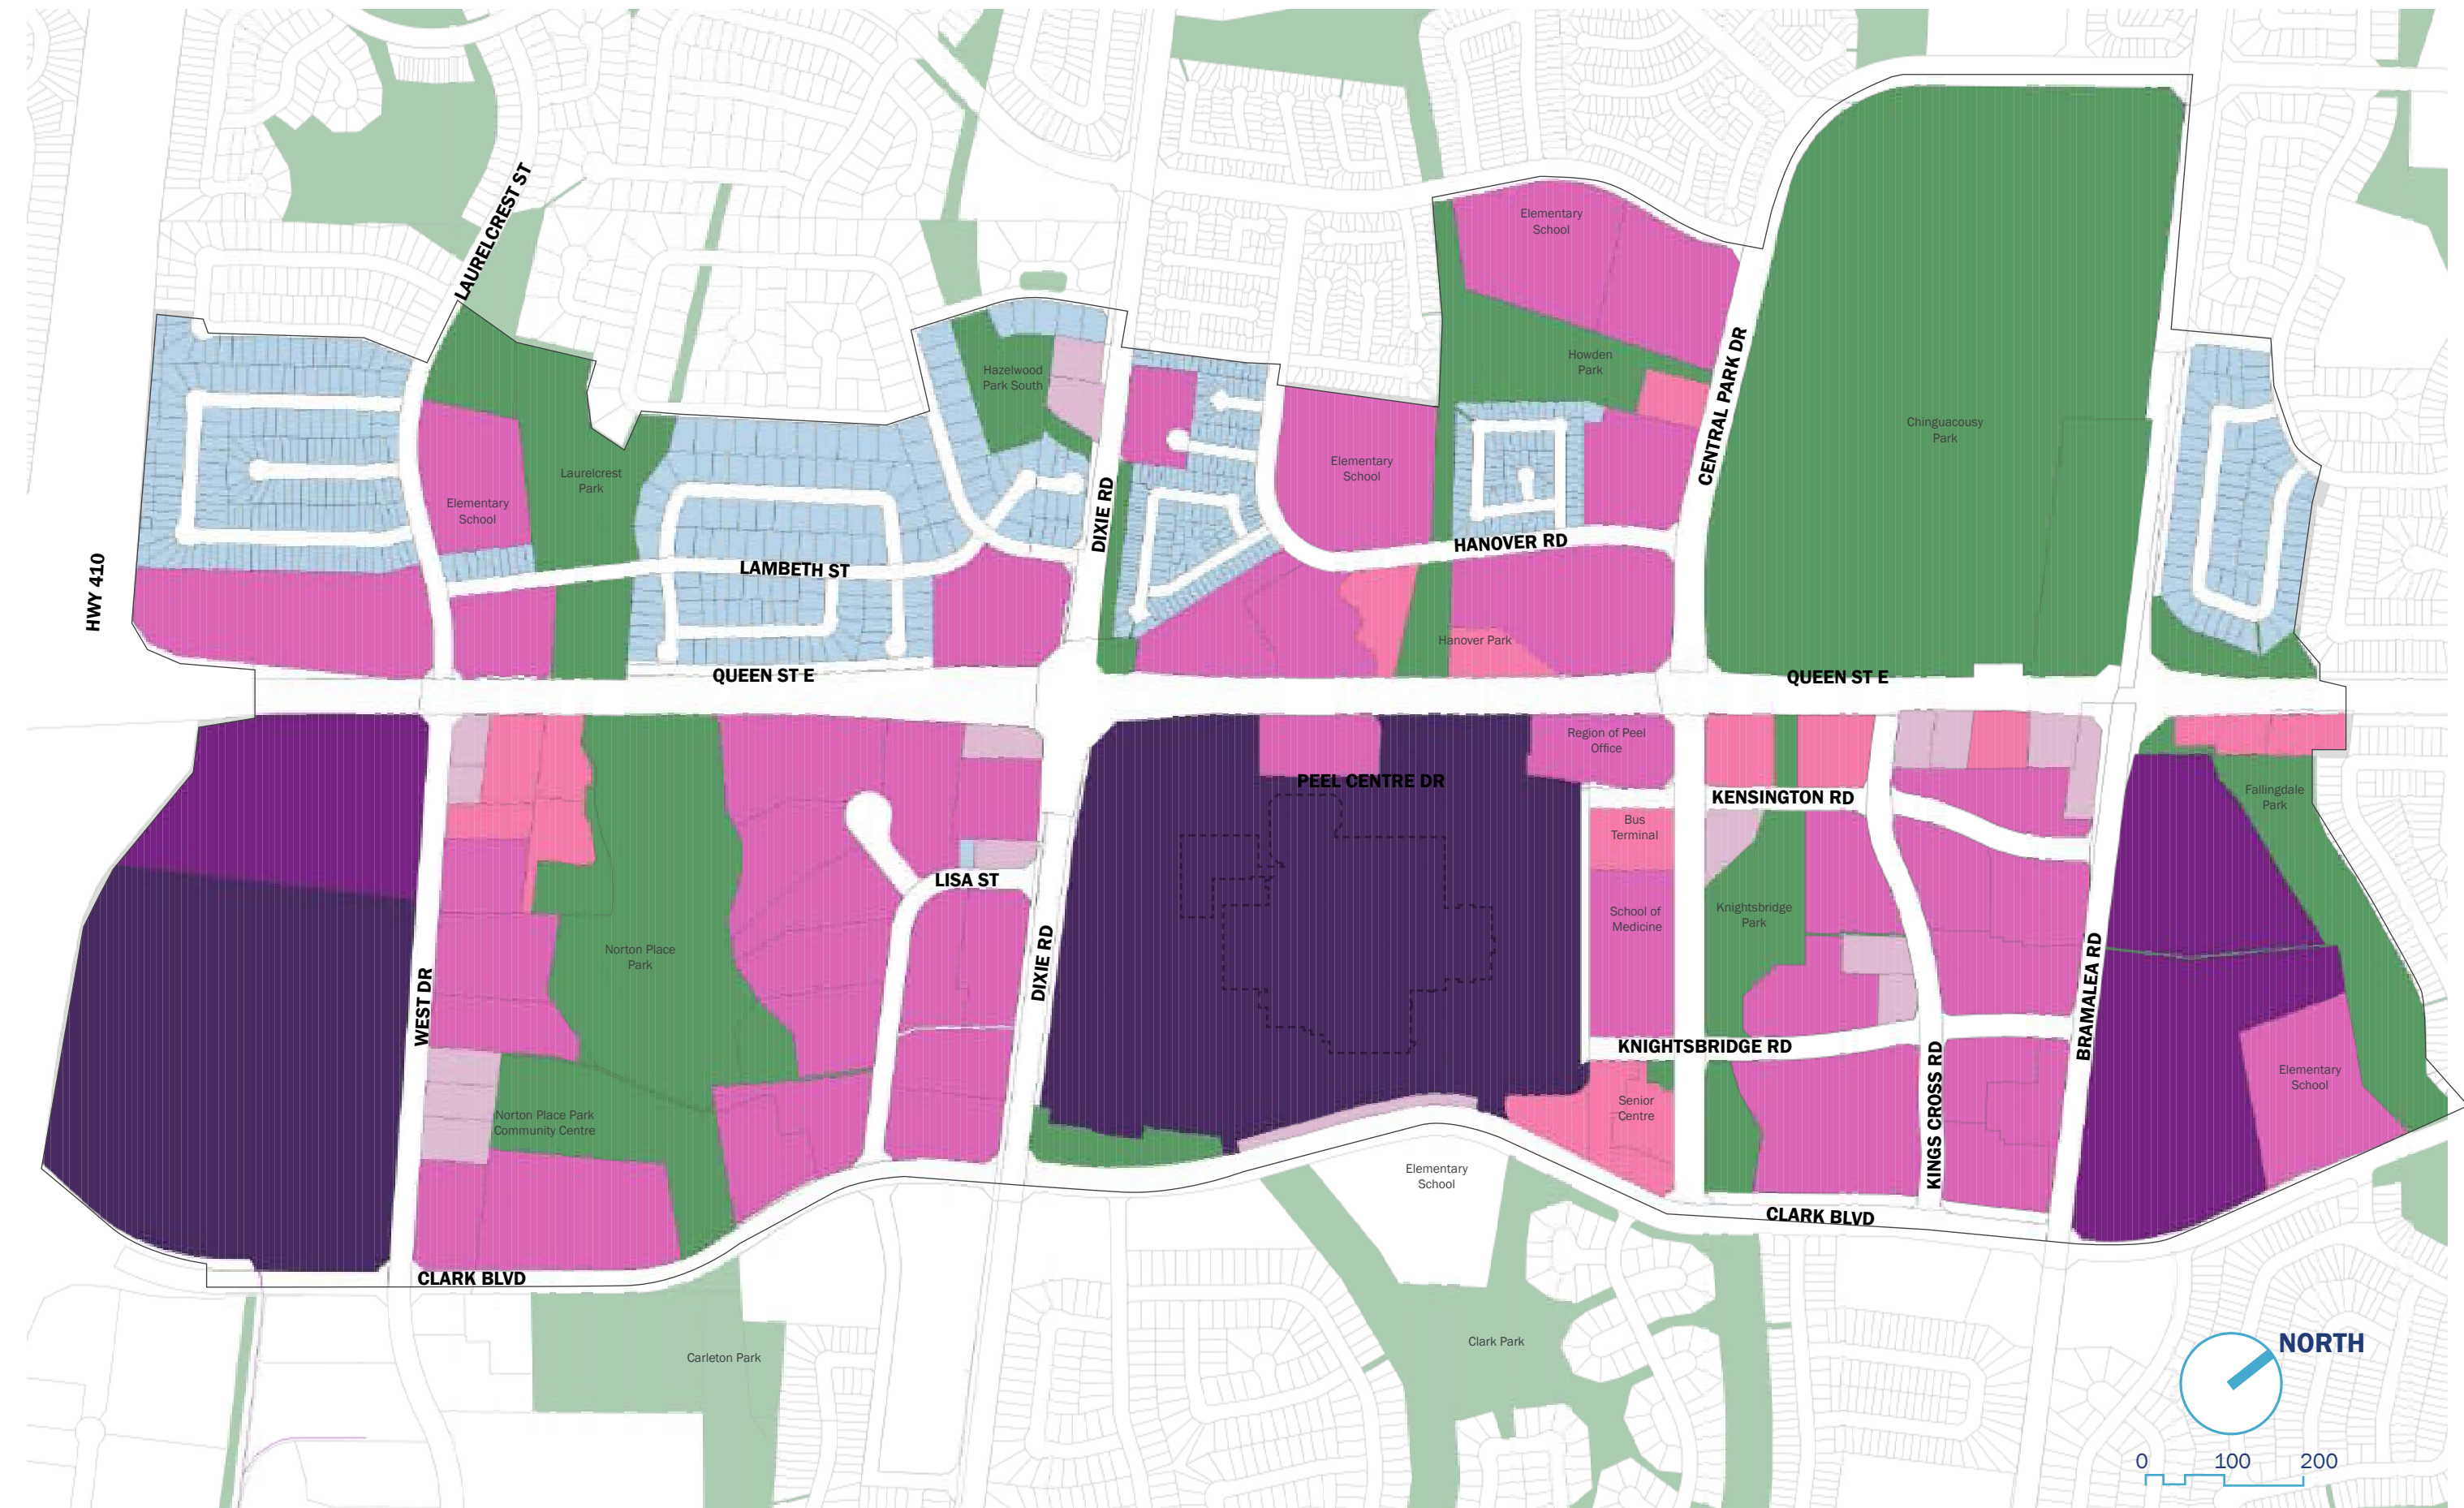 LAURELCREST ST
Elementary
School
Hazelwood
Park South
Howden
Park
CENTRAL PARK DR
Chinguacousy
Park
Elementary
School
Laurelcrest
Park
Elementary
School
HWY 410
DIXIE RD
HANOVER RD
LAMBETH ST
Hanover Park
QUEEN ST E
QUEEN ST E
Region of Peel
Office
PEEL CENTRE DR
KENSINGTON RD
Fallingdale
Park
Bus
Terminal
LISA ST
School of
Medicine
Knightsbridge
Park
Norton Place
Park
WEST DR
DIXIE RD
BRAMALEA RD
KNIGHTSBRIDGE RD
KINGS CROSS RD
Elementary
School
Senior
Centre
Norton Place Park
Community Centre
Elementary
School
CLARK BLVD
CLARK BLVD
Clark Park
Carleton Park
NORTH
0 100 200